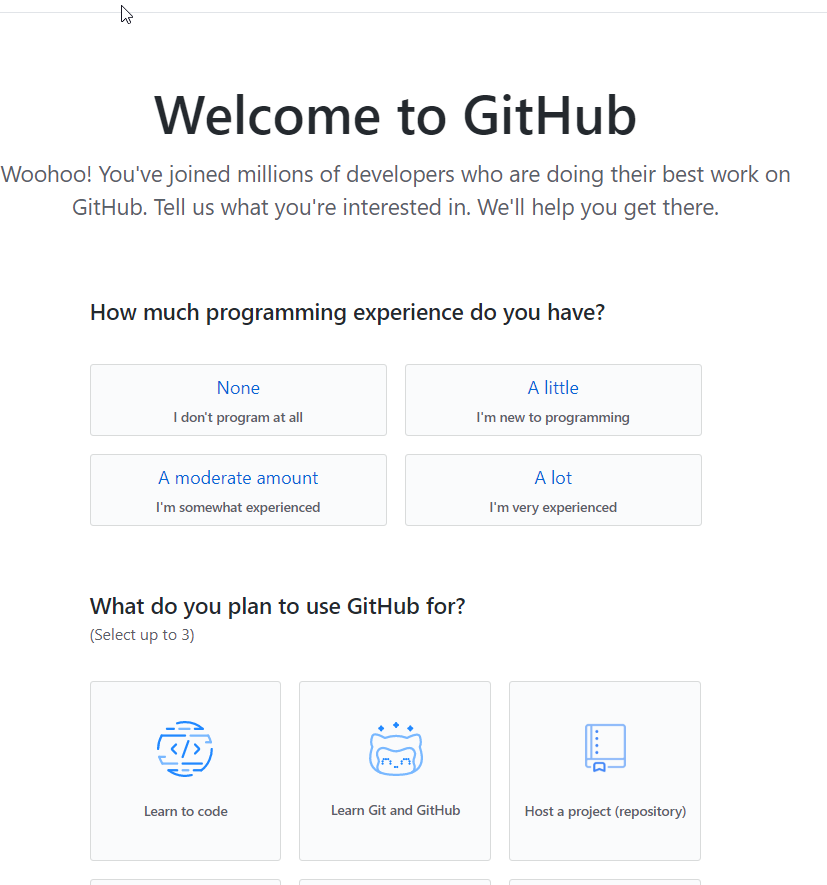 Welcome to GitHub
Woohoo! You've joined millions of developers who are doing their best work on
GitHub. Tell us what you're interested in. We'll help you get there.
How much programming experience do you have?
None
I don't program at all
A little
I'm new to programming
A moderate amount
I'm somewhat experienced
A lot
I'm very experienced
What do you plan to use GitHub for?
(Select up to 3)
Learn to code
Learn Git and GitHub
Host a project (repository)